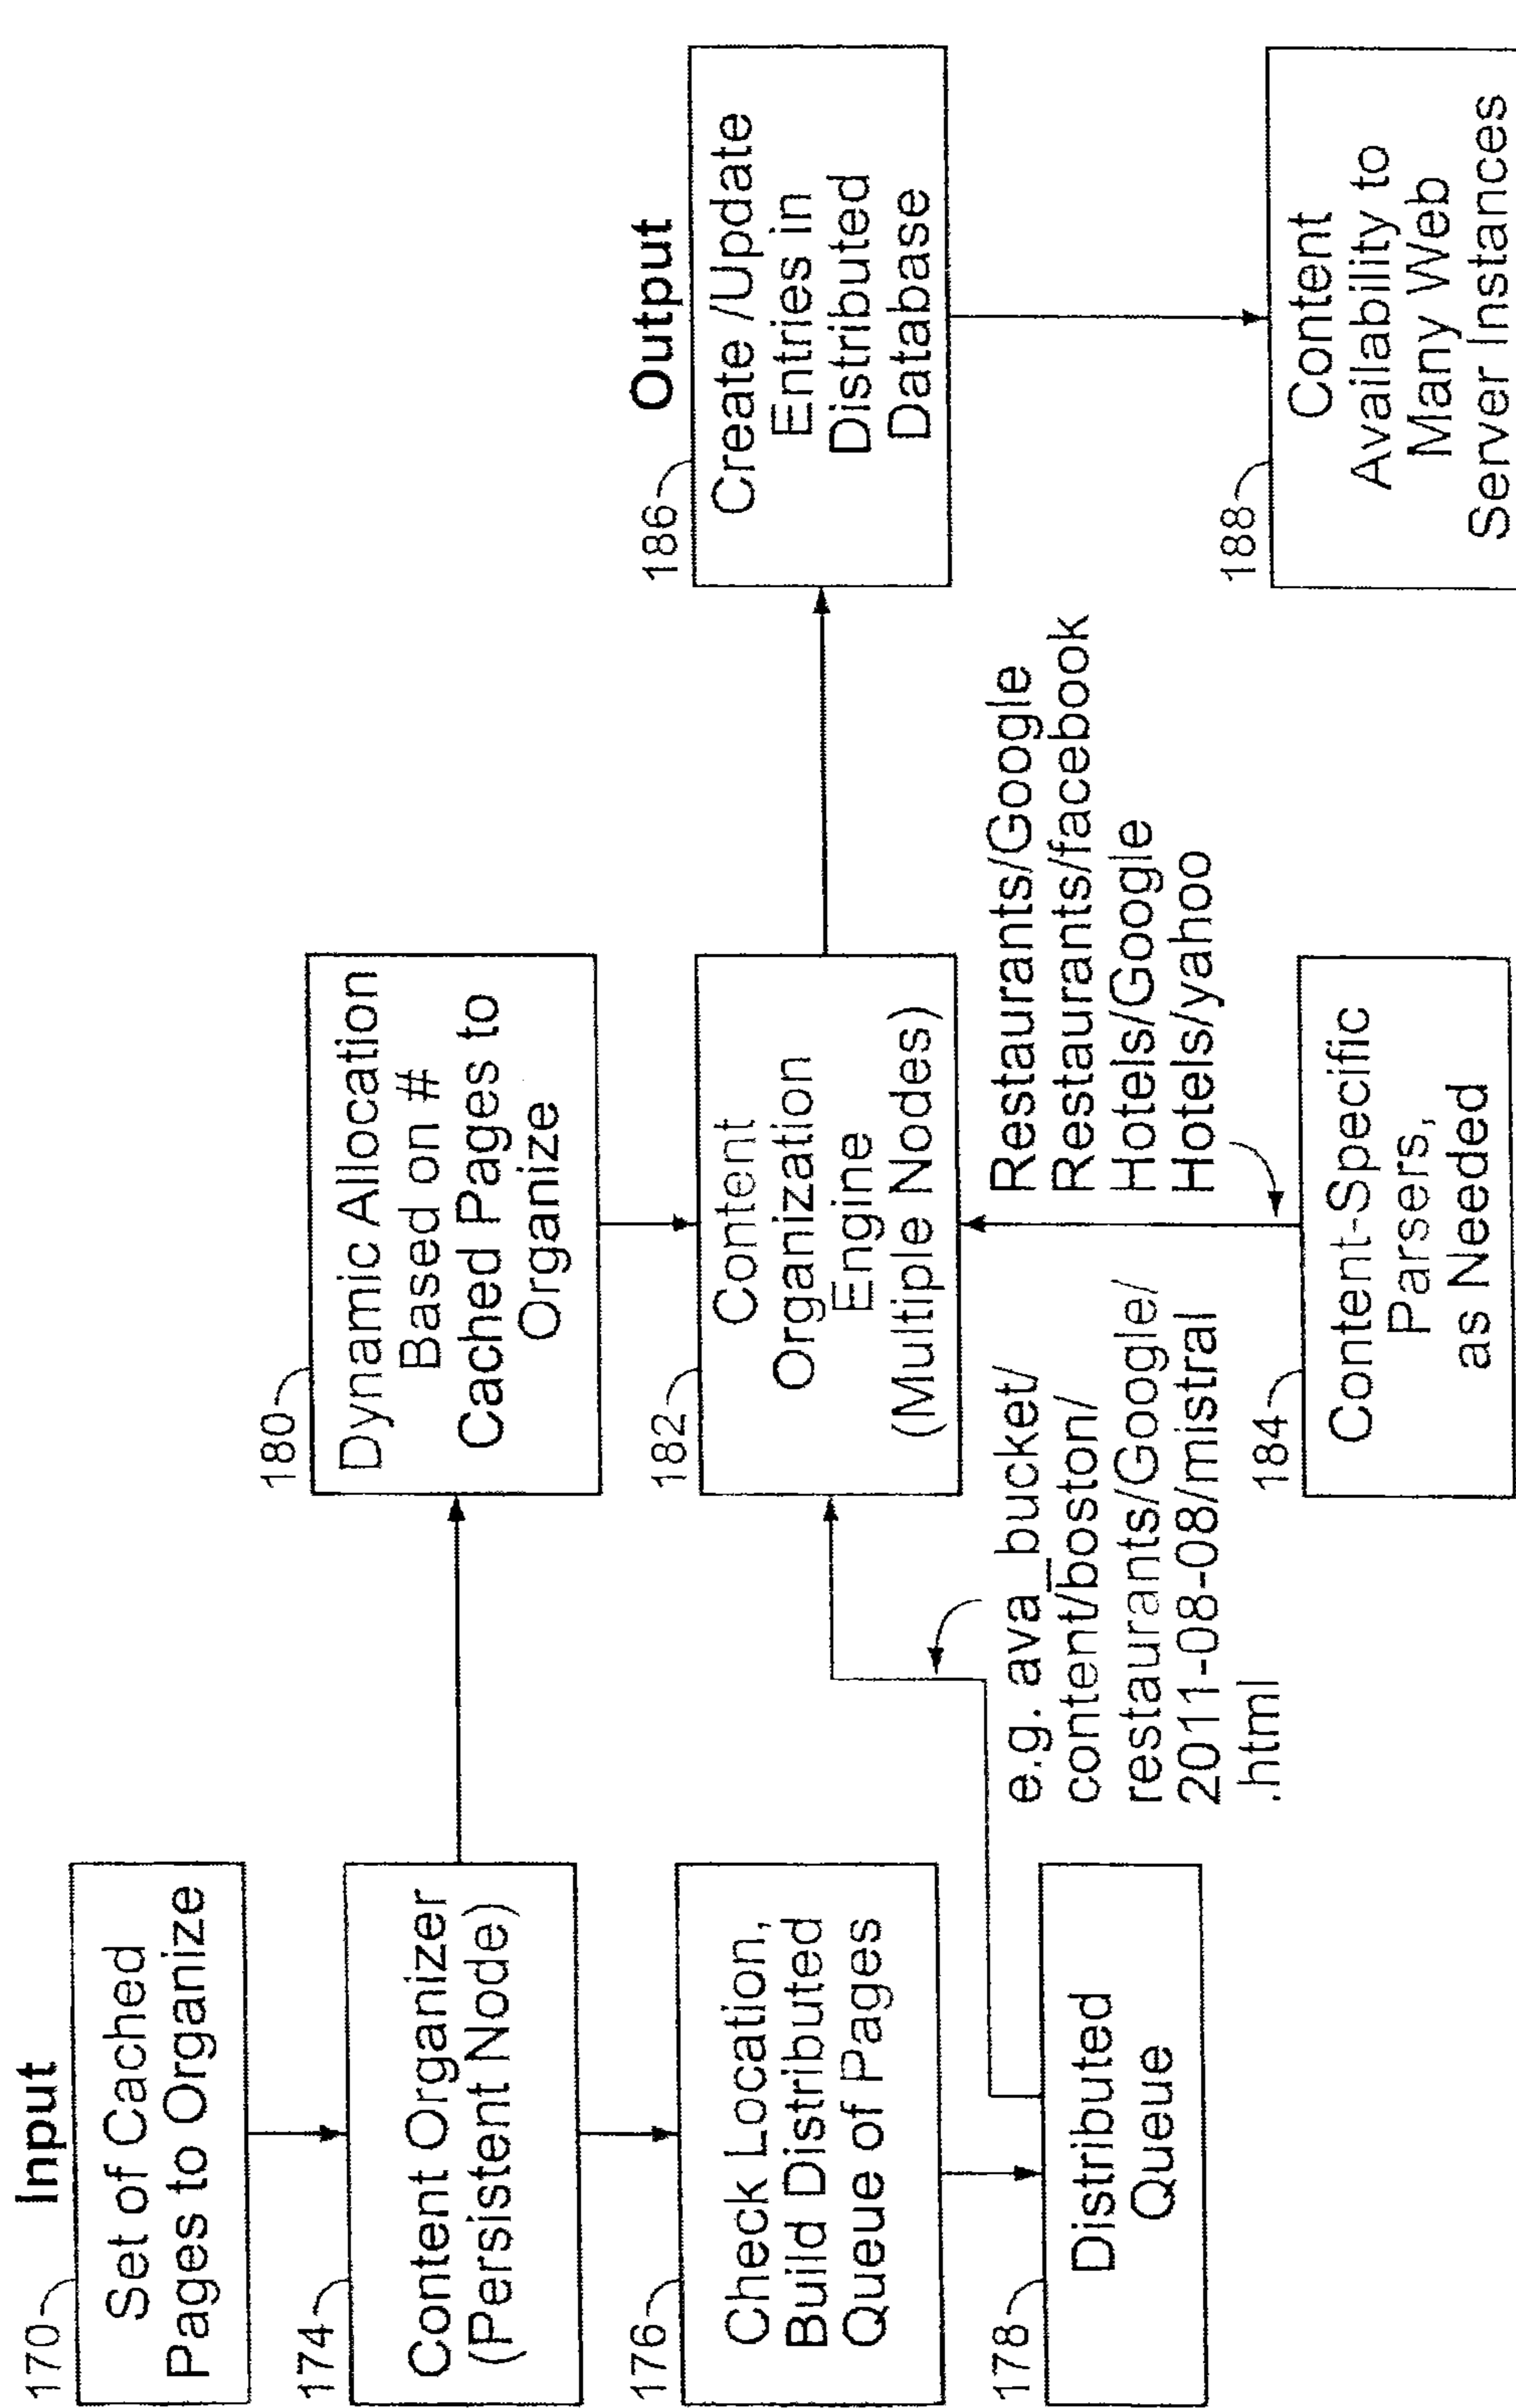 Input
170
Set of Cached
Pages to Organize
174
Content Organizer
(Persistent Node)
176
Check Location,
Build Distributed
Queue of Pages
178
Distributed
Queue
180
Dynamic Allocation
Based on #
Cached Pages to
Organize
182
Content
Organization
Engine
(Multiple Nodes)
e.g. ava_bucket/
content/boston/
restaurants/Google/
2011-08-08/mistral
.html
Restaurants/Google
Restaurants/facebook
Hotels/Google
Hotels/yahoo
184
Content-Specific
Parsers,
as Needed
Output
186
Create /Update
Entries in
Distributed
Database
188
Content
Availability to
Many Web
Server Instances